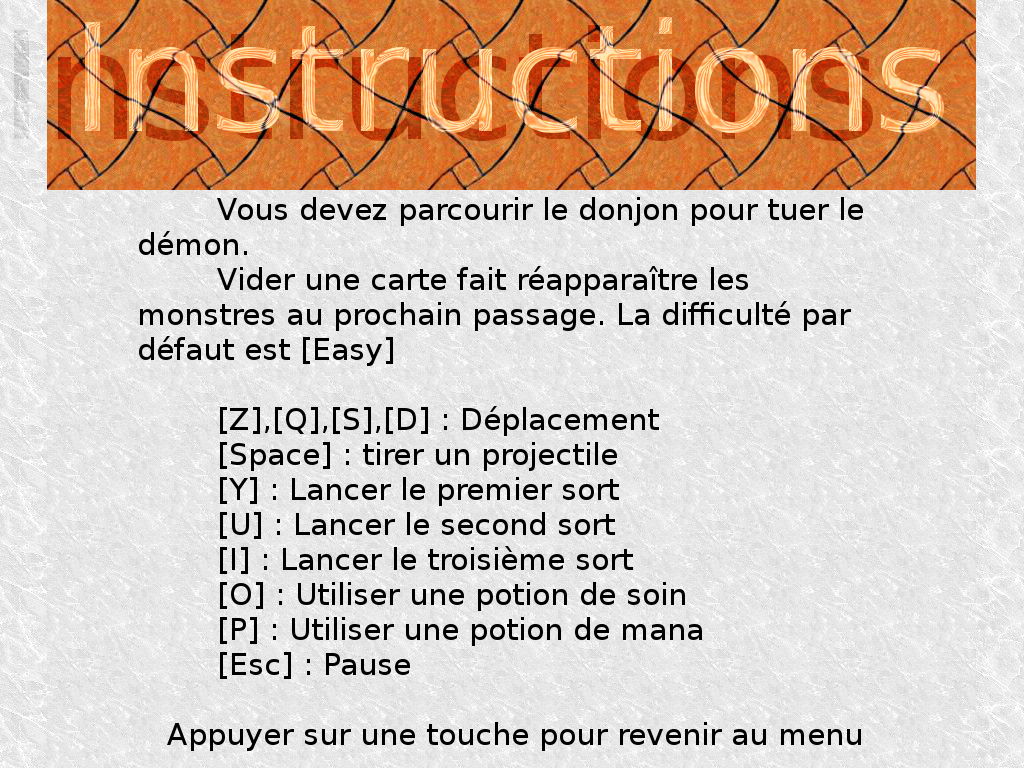 Instructions
Vous devez parcourir le donjon pour tuer le
démon.
Vider une carte fait réapparaître les
monstres au prochain passage. La difficulté par
défaut est [Easy]
[Z],[Q],[S],[D] : Déplacement
[Space] : tirer un projectile
[Y] : Lancer le premier sort
[U] : Lancer le second sort
[I] : Lancer le troisième sort
[O] : Utiliser une potion de soin
[P] : Utiliser une potion de mana
[Esc] : Pause
Appuyer sur une touche pour revenir au menu